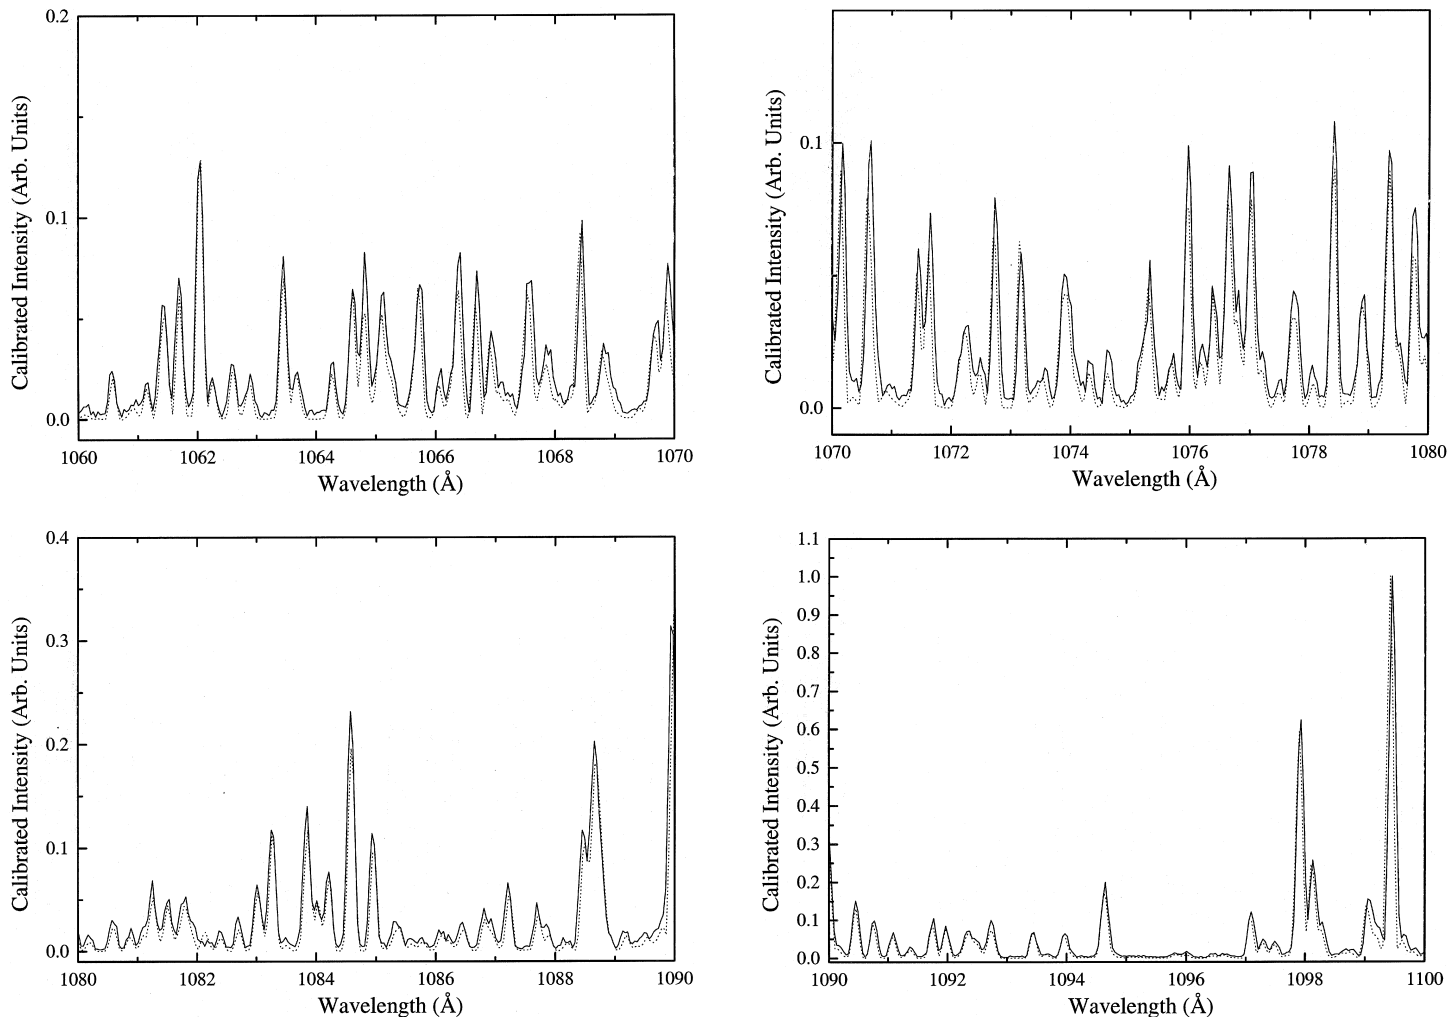 0.2
0.1
0.0
Calibrated Intensity (Arb. Units)
1060 1062 1064 1066 1068 1070
Wavelength (Å)
0.1
0.0
Calibrated Intensity (Arb. Units)
1070 1072 1074 1076 1078 1080
Wavelength (Å)
0.4
0.3
0.2
0.1
0.0
Calibrated Intensity (Arb. Units)
1080 1082 1084 1086 1088 1090
Wavelength (Å)
1.1
1.0
0.9
0.8
0.7
0.6
0.5
0.4
0.3
0.2
0.1
0.0
Calibrated Intensity (Arb. Units)
1090 1092 1094 1096 1098 1100
Wavelength (Å)